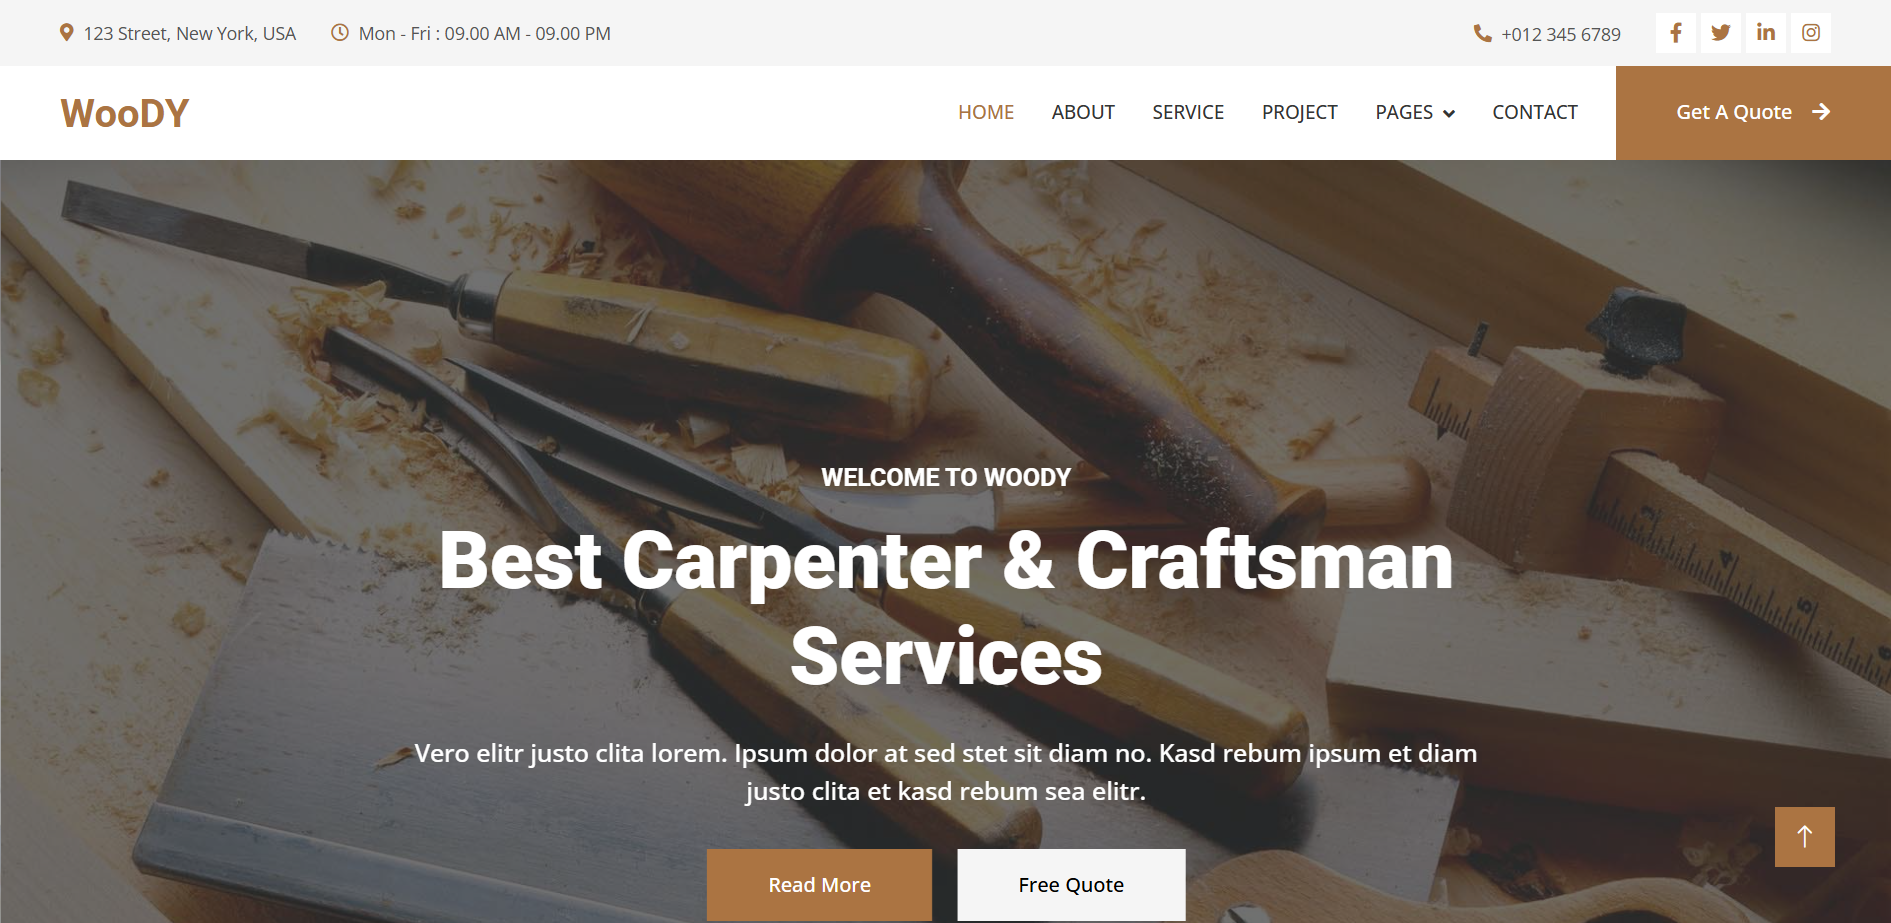 123 Street, New York, USA
Mon - Fri : 09.00 AM - 09.00 PM
+012 345 6789
WooDY
HOME
ABOUT
SERVICE
PROJECT
PAGES
CONTACT
Get A Quote
WELCOME TO WOODY
Best Carpenter & Craftsman
Services
Vero elitr justo clita lorem. Ipsum dolor at sed stet sit diam no. Kasd rebum ipsum et diam
justo clita et kasd rebum sea elitr.
Read More
Free Quote